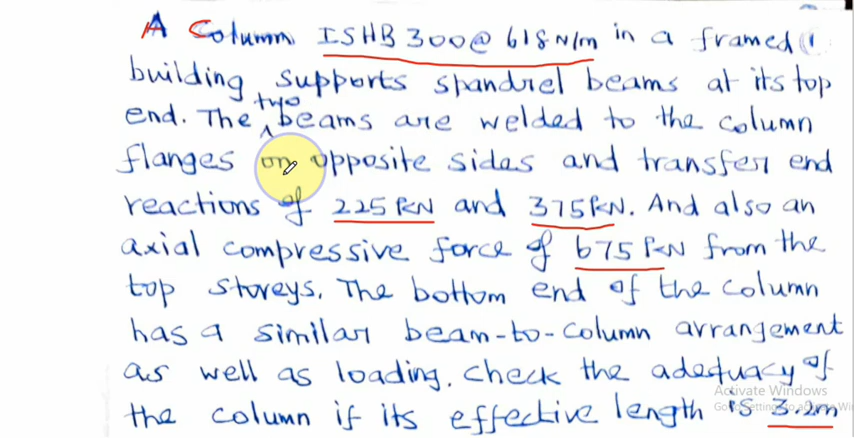 A Column ISHB 300@ 618 N/m in a framed
building supports spandrel beams at its top
end. The two beams are welded to the column
flanges on opposite sides and transfer end
reactions of 225 kN and 375 kN. And also an
axial compressive force of 675 kN from the
top storeys. The bottom end of the column
has a similar beam-to-column arrangement
as well as loading. Check the adequacy of
Activate Windows
the column if its effective length is 3.2m